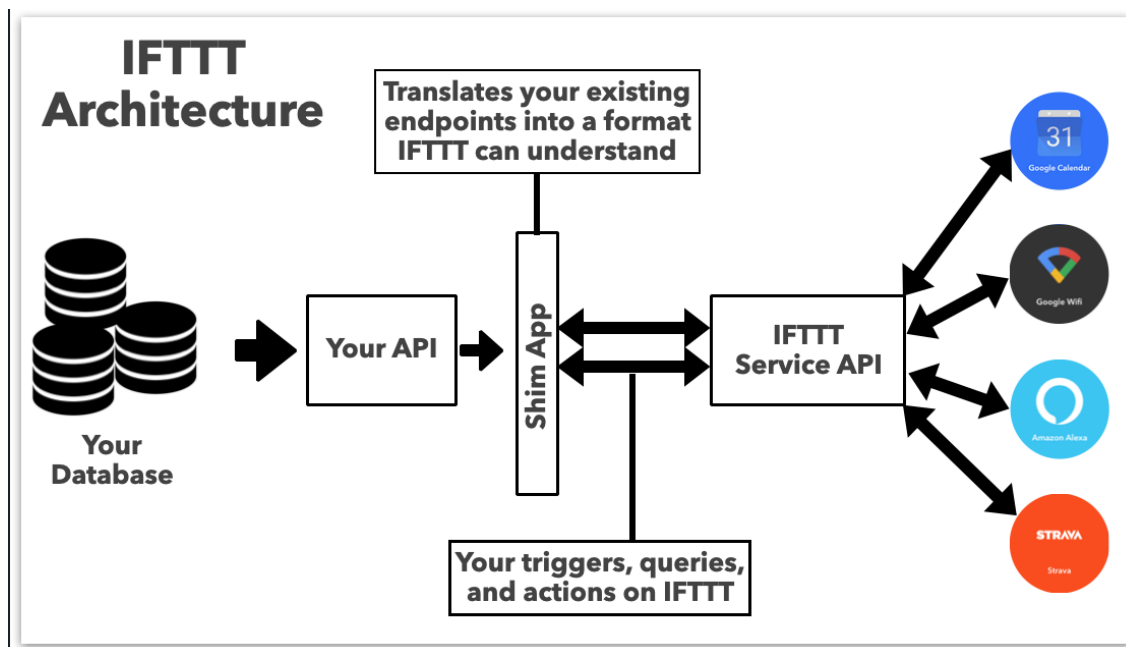 IFTTT
Architecture
Translates your existing
endpoints into a format
IFTTT can understand
31
Google Calendar
Google Wifi
Your API
Shim App
IFTTT
Service API
Amazon Alexa
Your
Database
STRAVA
Strava
Your triggers, queries,
and actions on IFTTT